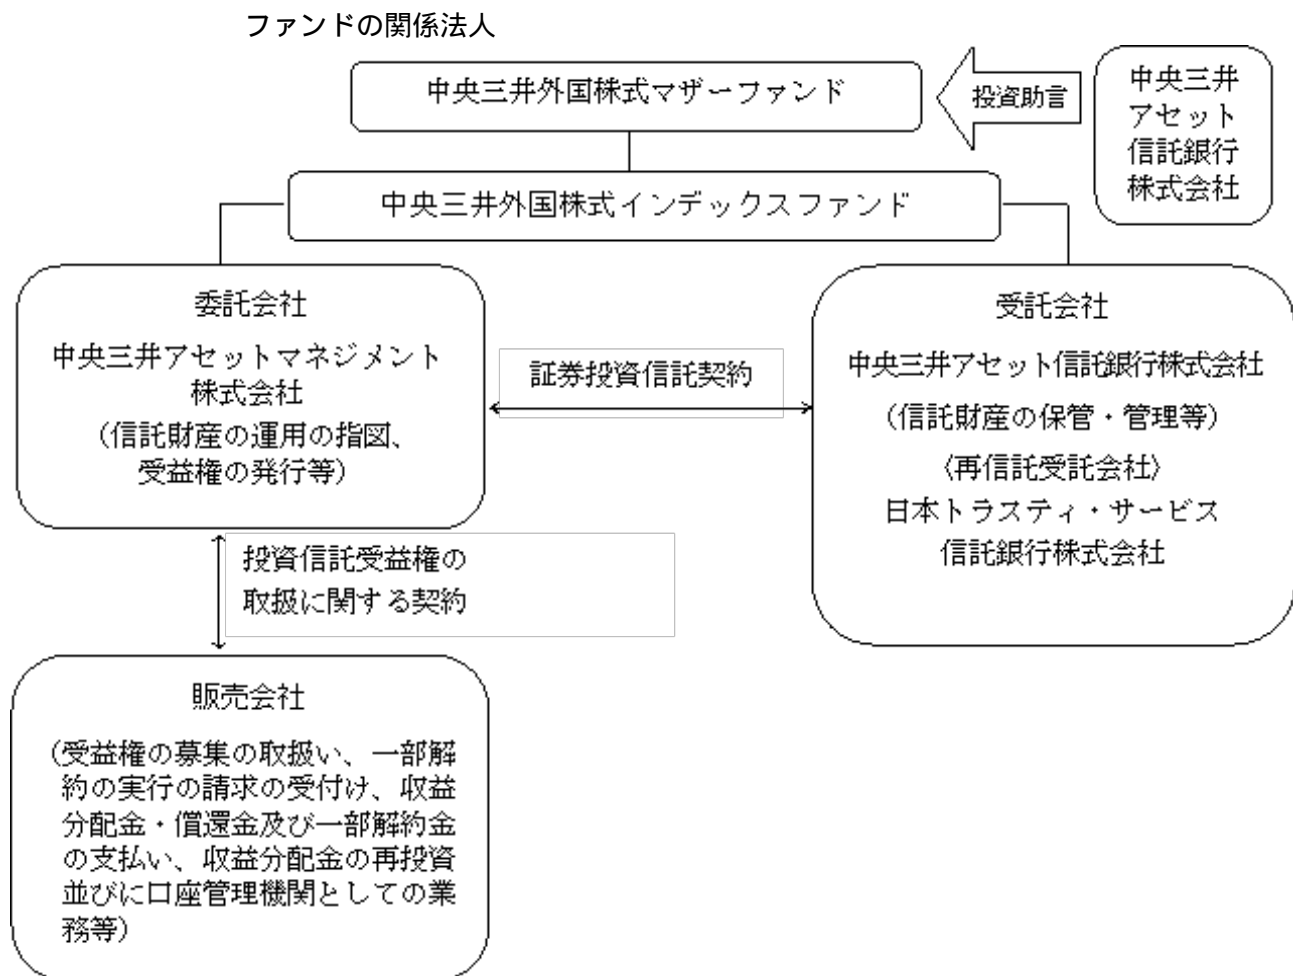 ファンドの関係法人
中央三井外国株式マザーファンド
投資助言
中央三井
アセット
信託銀行
株式会社
中央三井外国株式インデックスファンド
委託会社
中央三井アセットマネジメント
株式会社
（信託財産の運用の指図、
受益権の発行等）
証券投資信託契約
受託会社
中央三井アセット信託銀行株式会社
（信託財産の保管・管理等）
〈再信託受託会社〉
日本トラスティ・サービス
信託銀行株式会社
投資信託受益権の
取扱に関する契約
販売会社
（受益権の募集の取扱い、一部解
約の実行の請求の受付け、収益
分配金・償還金及び一部解約金
の支払い、収益分配金の再投資
並びに口座管理機関としての業
務等）